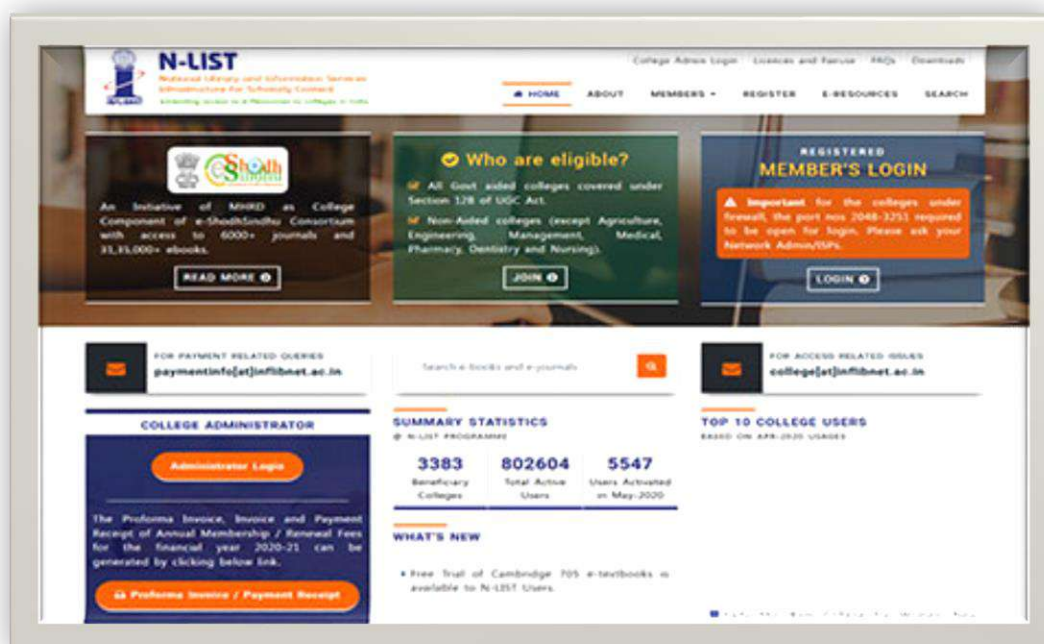 N-LIST
National Library and Information Services
Infrastructure for Scholarly Content
College Admin Login
Licences and Fairuse
FAQs
Downloads
HOME
ABOUT
MEMBERS
REGISTER
E-RESOURCES
SEARCH
Shodh
An Initiative of MHRD as College
Component of e-ShodhSindhu Consortium
with access to 6000+ journals and
31,35,000+ ebooks.
READ MORE
Who are eligible?
All Govt aided colleges covered under
Section 12B of UGC Act.
Non-Aided colleges (except Agriculture,
Engineering, Management, Medical,
Pharmacy, Dentistry and Nursing).
JOIN
REGISTERED
MEMBER'S LOGIN
Important for the colleges under
firewall, the port nos 2048-3251 required
to be open for login. Please ask your
Network Admin/ISPs.
LOGIN
FOR PAYMENT RELATED QUERIES
paymentinfo[at]inflibnet.ac.in
Search e-books and e-journals
FOR ACCESS RELATED ISSUES
college[at]inflibnet.ac.in
COLLEGE ADMINISTRATOR
Administrator Login
The Proforma Invoice, Invoice and Payment
Receipt of Annual Membership / Renewal Fees
for the financial year 2020-21 can be
generated by clicking below link.
Proforma Invoice / Payment Receipt
SUMMARY STATISTICS
@ N-LIST PROGRAMME
3383
Beneficiary
Colleges
802604
Total Active
Users
5547
Users Activated
in May-2020
WHAT'S NEW
Free Trial of Cambridge 705 e-textbooks is
available to N-LIST Users.
TOP 10 COLLEGE USERS
BASED ON APR-2020 USAGES